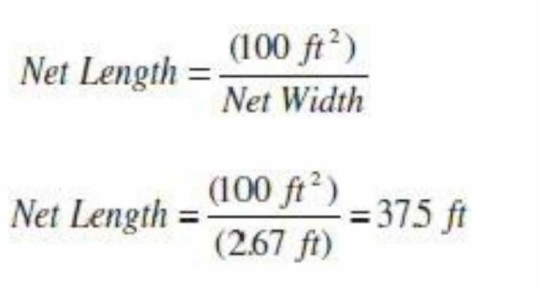 Net Length = (100 ft²) / Net Width
Net Length = (100 ft²) / (2.67 ft) = 37.5 ft